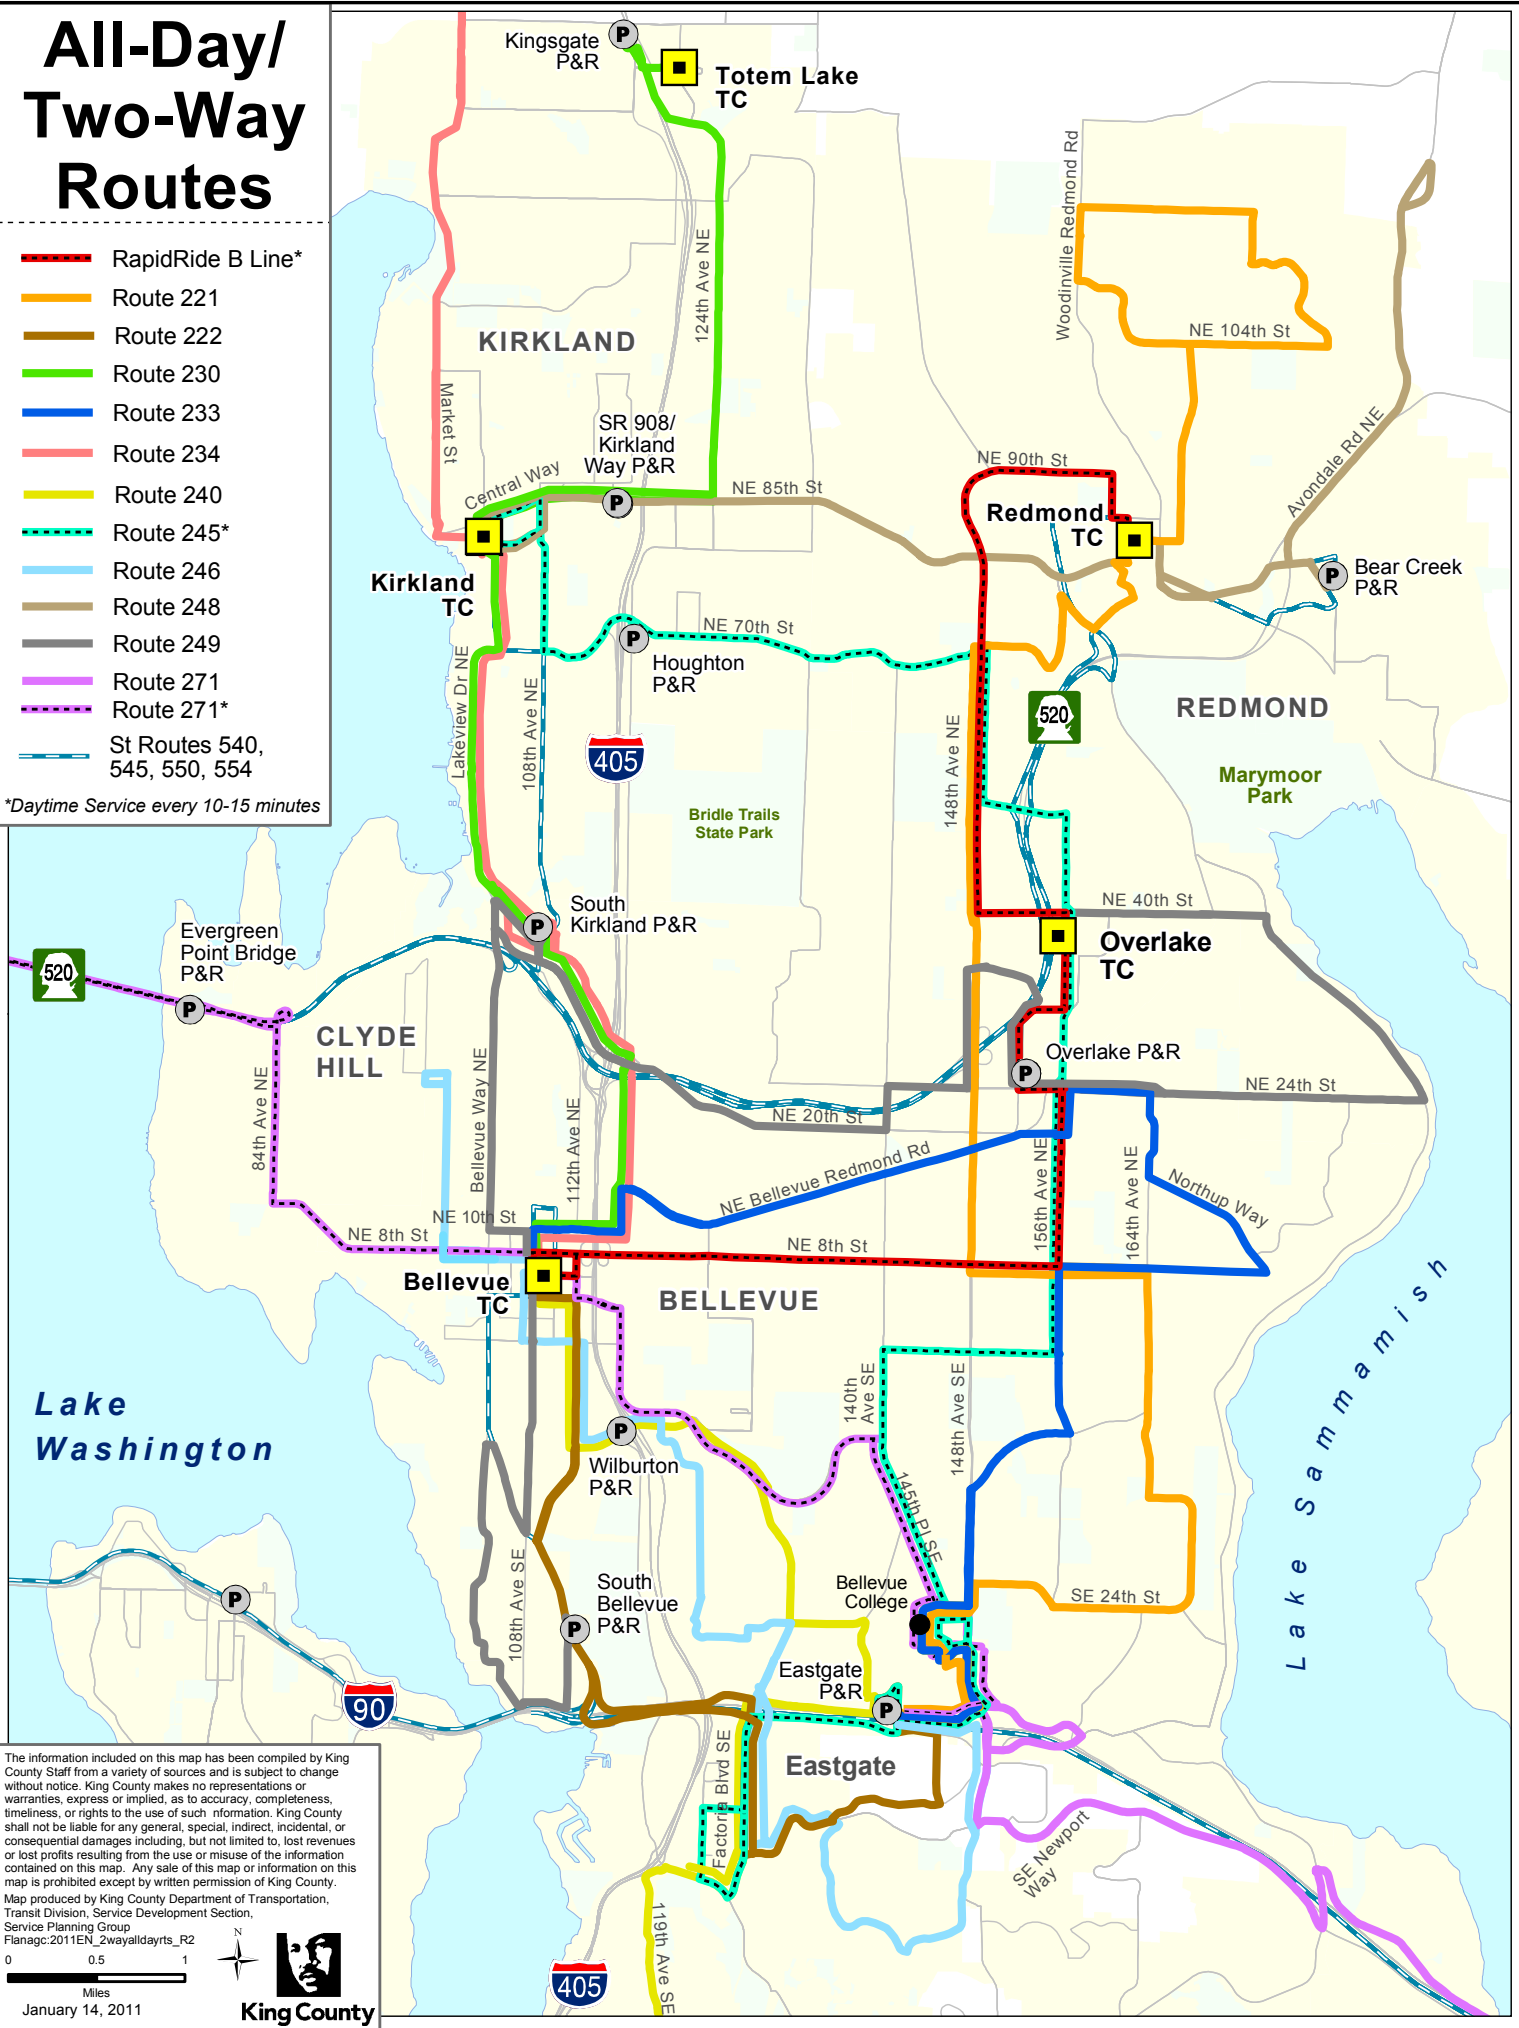 All-Day/
Two-Way
Routes
RapidRide B Line*
Route 221
Route 222
Route 230
Route 233
Route 234
Route 240
Route 245*
Route 246
Route 248
Route 249
Route 271
Route 271*
St Routes 540,
545, 550, 554
*Daytime Service every 10-15 minutes
Kingsgate
P&R
P
Totem Lake
TC
124th Ave NE
KIRKLAND
Market St
SR 908/
Kirkland
Way P&R
P
Central Way
NE 85th St
Kirkland
TC
Woodinville Redmond Rd
NE 104th St
Avondale Rd NE
NE 90th St
Redmond
TC
Bear Creek
P&R
P
NE 70th St
P
Houghton
P&R
Lakeview Dr NE
108th Ave NE
405
148th Ave NE
520
REDMOND
Marymoor
Park
Bridle Trails
State Park
South
Kirkland P&R
P
NE 40th St
Overlake
TC
Evergreen
Point Bridge
P&R
520
P
CLYDE
HILL
84th Ave NE
Bellevue Way NE
112th Ave NE
Overlake P&R
P
NE 24th St
NE 20th St
NE Bellevue Redmond Rd
156th Ave NE
164th Ave NE
Northup Way
NE 10th St
NE 8th St
NE 8th St
Bellevue
TC
BELLEVUE
Lake
Washington
Lake Sammamish
140th
Ave SE
148th Ave SE
P
Wilburton
P&R
145th Pl SE
108th Ave SE
South
Bellevue
P&R
P
Bellevue
College
SE 24th St
P
90
Eastgate
P&R
P
Eastgate
Factoria Blvd SE
SE Newport
Way
119th Ave SE
405
The information included on this map has been compiled by King
County Staff from a variety of sources and is subject to change
without notice. King County makes no representations or
warranties, express or implied, as to accuracy, completeness,
timeliness, or rights to the use of such nformation. King County
shall not be liable for any general, special, indirect, incidental, or
consequential damages including, but not limited to, lost revenues
or lost profits resulting from the use or misuse of the information
contained on this map. Any sale of this map or information on this
map is prohibited except by written permission of King County.
Map produced by King County Department of Transportation,
Transit Division, Service Development Section,
Service Planning Group
Flanagc:2011EN_2wayalldayrts_R2
N
0 0.5 1
Miles
January 14, 2011
King County